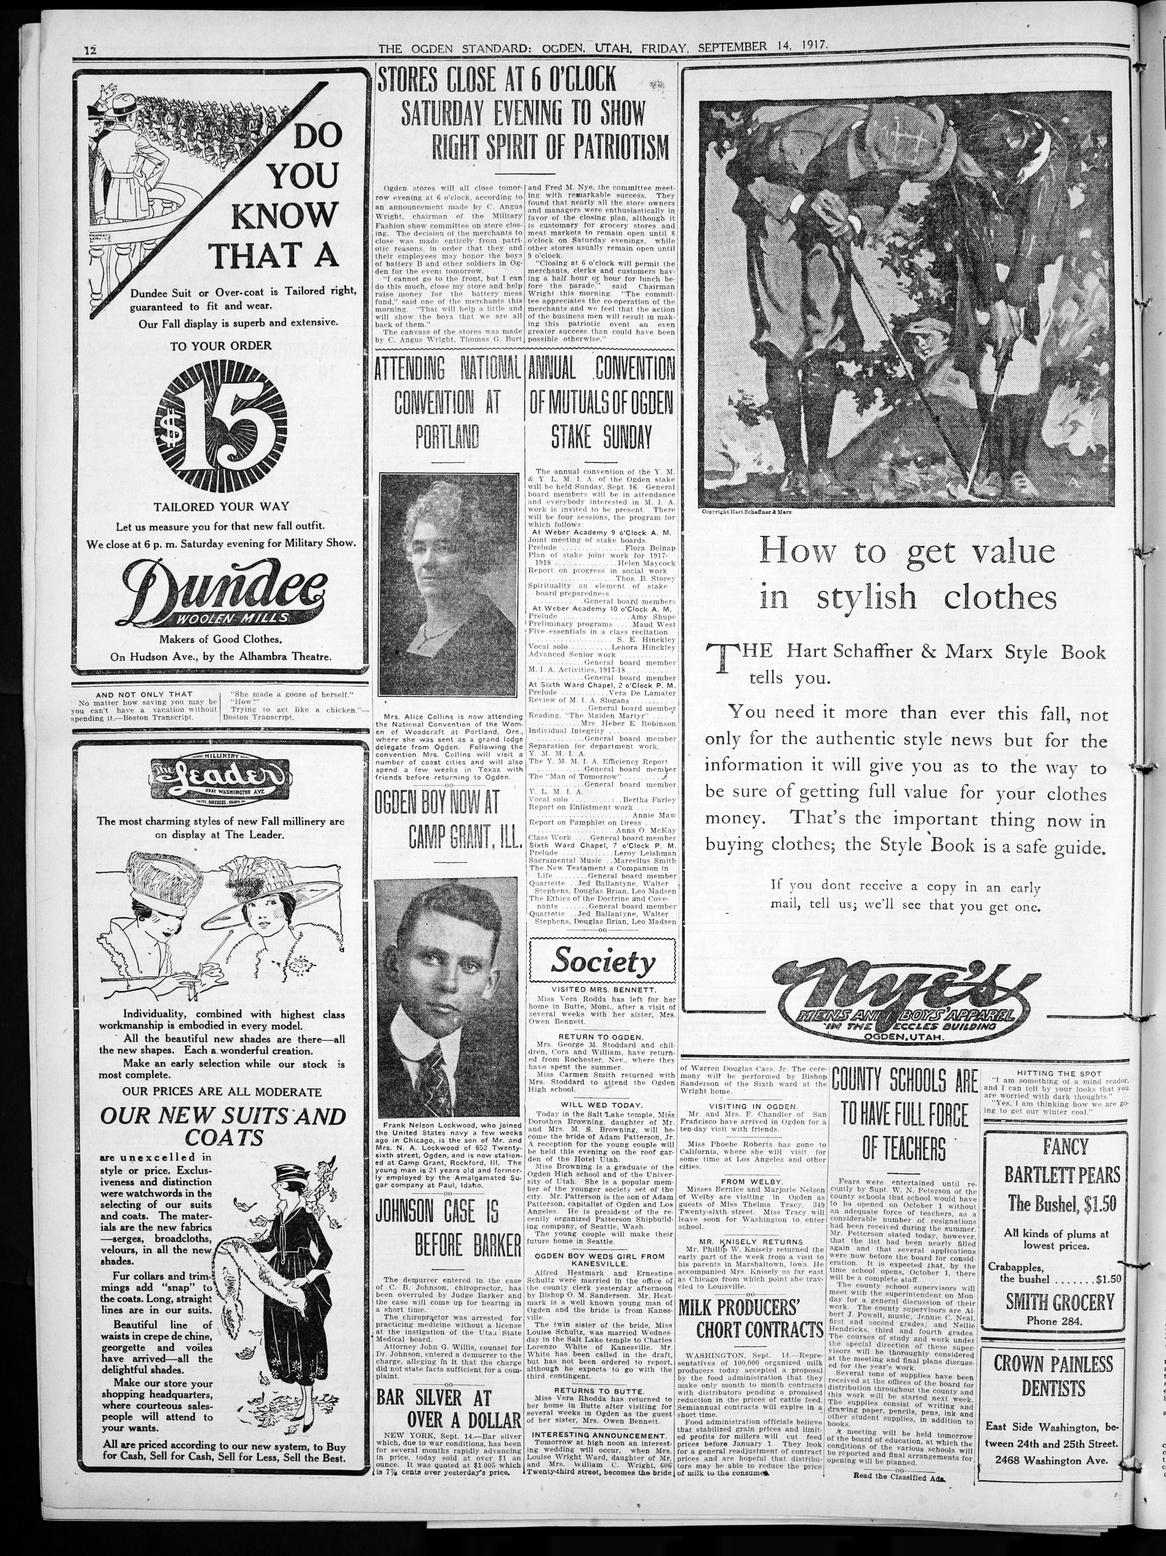 12
THE OGDEN STANDARD: OGDEN, UTAH, FRIDAY, SEPTEMBER 14, 1917.
DO
YOU
KNOW
THAT A
Dundee Suit or Over-coat is Tailored right,
guaranteed to fit and wear.
Our Fall display is superb and extensive.
TO YOUR ORDER
$15
TAILORED YOUR WAY
Let us measure you for that new fall outfit.
We close at 6 p. m. Saturday evening for Military Show.
Dundee
WOOLEN MILLS
Makers of Good Clothes.
On Hudson Ave., by the Alhambra Theatre.
AND NOT ONLY THAT
No matter how saving you may be
you can't have a vacation without
spending it.—Boston Transcript.
"She made a goose of herself."
"How?"
Trying to act like a chicken."—
Boston Transcript.
MILLINERY
The Leader
WASHINGTON AVE.
The most charming styles of new Fall millinery are
on display at The Leader.
Individuality, combined with highest class
workmanship is embodied in every model.
All the beautiful new shades are there—all
the new shapes. Each a wonderful creation.
Make an early selection while our stock is
most complete.
OUR PRICES ARE ALL MODERATE
OUR NEW SUITS AND
COATS
are unexcelled in
style or price. Exclus-
iveness and distinction
were watchwords in the
selecting of our suits
and coats. The mater-
ials are the new fabrics
—serges, broadcloths,
velours, in all the new
shades.
Fur collars and trim-
mings add "snap" to
the coats. Long, straight
lines are in our suits.
Beautiful line of
waists in crepe de chine,
georgette and voiles
have arrived—all the
delightful shades.
Make our store your
shopping headquarters,
where courteous sales-
people will attend to
your wants.
All are priced according to our new system, to Buy
for Cash, Sell for Cash, Sell for Less, Sell the Best.
STORES CLOSE AT 6 O'CLOCK
SATURDAY EVENING TO SHOW
RIGHT SPIRIT OF PATRIOTISM
Ogden stores will all close tomor-
row evening at 6 o'clock, according to
an announcement made by C. Angus
Wright, chairman of the Military
Fashion show committee on store clos-
ing. The decision of the merchants to
close was made entirely from patri-
otic reasons, in order that they and
their employees may honor the boys
of battery B and other soldiers in Og-
den for the event tomorrow.
"I cannot go to the front, but I can
do this much, close my store and help
raise money for the battery mess
fund," said one of the merchants this
morning. "That will help a little and
will show the boys that we are all
back of them."
The canvass of the stores was made
by C. Angus Wright, Thomas G. Burt
and Fred M. Nye, the committee meet-
ing with remarkable success. They
found that nearly all the store owners
and managers were enthusiastically in
favor of the closing plan, although it
is customary for grocery stores and
meat markets to remain open until 8
o'clock on Saturday evenings, while
other stores usually remain open until
9 o'clock.
"Closing at 6 o'clock will permit the
merchants, clerks and customers hav-
ing a half hour or hour for lunch be-
fore the parade," said Chairman
Wright this morning. "The commit-
tee appreciates the co-operation of the
merchants and we feel that the action
of the business men will result in mak-
ing this patriotic event an even
greater success than could have been
possible otherwise."
ATTENDING NATIONAL
CONVENTION AT
PORTLAND
Mrs. Alice Collins is now attending
the National Convention of the Wom-
en of Woodcraft at Portland, Ore.,
where she was sent as a grand lodge
delegate from Ogden. Following the
convention Mrs. Collins will visit a
number of coast cities and will also
spend a few weeks in Texas with
friends before returning to Ogden.
OGDEN BOY NOW AT
CAMP GRANT, ILL.
Frank Nelson Lockwood, who joined
the United States navy a few weeks
ago in Chicago, is the son of Mr. and
Mrs. N. A. Lockwood of 652 Twenty-
sixth street, Ogden, and is now station-
ed at Camp Grant, Rockford, Ill. The
young man is 21 years old and former-
ly employed by the Amalgamated Su-
gar company at Paul, Idaho.
JOHNSON CASE IS
BEFORE BARKER
The demurrer entered in the case
of C. B. Johnson, chiropractor, has
been overruled by Judge Barker and
the case will come up for hearing in
a short time.
The chiropractor was arrested for
practicing medicine without a license
at the instigation of the Utah State
Medical board.
Attorney John G. Willis, counsel for
Dr. Johnson, entered a demurrer to the
charge, alleging in it that the charge
did not state facts sufficient for a com-
plaint.
BAR SILVER AT
OVER A DOLLAR
NEW YORK, Sept. 14.—Bar silver
which, due to war conditions, has been
for several months rapidly advancing
in price, today sold at over $1 an
ounce. It was quoted at $1.005 which
is 7⅜ cents over yesterday's price.
ANNUAL CONVENTION
OF MUTUALS OF OGDEN
STAKE SUNDAY
The annual convention of the Y. M.
& Y. L. M. I. A. of the Ogden stake
will be held Sunday, Sept. 16. General
board members will be in attendance
and everybody interested in M. I. A.
work is invited to be present. There
will be four sessions, the program for
which follows:
At Weber Academy 9 o'Clock A. M.
Joint meeting of stake boards.
Prelude ........ Flora Belnap
Plan of stake joint work for 1917-
1918 ........ Helen Maycock
Report on progress in social work
........ Thos. B. Storey
Spirituality an element of stake
board preparedness ........
........ General board members
At Weber Academy 10 o'Clock A. M.
Prelude ........ Amy Shupe
Preliminary programs .... Maud West
Five essentials in a class recitation
........ S. E. Hinckley
Vocal solo ........ Lenora Hinckley
Advanced Senior work ........
........ General board member
M. I. A. Activities, 1917-18 ........
........ General board member
At Sixth Ward Chapel, 2 o'Clock P. M.
Prelude ........ Vera De Lamater
Review of M. I. A. Slogans ........
........ General board member
Reading, "The Maiden Martyr" ....
........ Mrs. Heber E. Robinson
Individual Integrity ........
........ General board member
Separation for department work.
Y. M. M. I. A.
The Y. M. M. I. A. Efficiency Report
........ General board member
The "Man of Tomorrow" ........
........ General board member
Y. L. M. I. A.
Vocal solo ........ Bertha Farley
Report on Enlistment work ........
........ Annie Maw
Report on Pamphlet on Dress ....
........ Anna O. McKay
Class Work .... General board member
Sixth Ward Chapel, 7 o'Clock P. M.
Prelude ........ Leroy Leishman
Sacramental Music .. Marcellus Smith
The New Testament a Companion in
Life ........ General board member
Quartette .. Jed Ballantyne, Walter
Stephens, Douglas Brian, Leo Madsen
The Ethics of the Doctrine and Cove-
nants ........ General board member
Quartette .. Jed Ballantyne, Walter
Stephens, Douglas Brian, Leo Madsen
Society
VISITED MRS. BENNETT.
Miss Vera Rodda has left for her
home in Butte, Mont., after a visit of
several weeks with her sister, Mrs.
Owen Bennett.
RETURN TO OGDEN.
Mrs. George M. Stoddard and chil-
dren, Cora and William, have return-
ed from Rochester, Nev., where they
have spent the summer.
Miss Carmen Smith returned with
Mrs. Stoddard to attend the Ogden
High school.
WILL WED TODAY.
Today in the Salt Lake temple, Miss
Dorothea Browning, daughter of Mr.
and Mrs. M. S. Browning, will be-
come the bride of Adam Patterson, Jr.
A reception for the young couple will
be held this evening on the roof gar-
den of the Hotel Utah.
Miss Browning is a graduate of the
Ogden High school and of the Univer-
sity of Utah. She is a popular mem-
ber of the younger society set of the
city. Mr. Patterson is the son of Adam
Patterson, capitalist of Ogden and Los
Angeles. He is president of the re-
cently organized Patterson Shipbuild-
ing company, of Seattle, Wash.
The young couple will make their
future home in Seattle.
OGDEN BOY WEDS GIRL FROM
KANESVILLE.
Alfred Heatmark and Ernestine
Schultz were married in the office of
the county clerk yesterday afternoon
by Bishop O. M. Sanderson. Mr. Heat-
mark is a well known young man of
Ogden and the bride is from Kanes-
ville.
The twin sister of the bride, Miss
Louise Schultz, was married Wednes-
day in the Salt Lake temple to Charles
Lorenzo White of Kanesville. Mr.
White has been called in the draft,
but has not been ordered to report,
although he expects to go with the
third contingent.
RETURNS TO BUTTE.
Miss Vera Rhodda has returned to
her home in Butte after visiting for
several weeks in Ogden as the guest
of her sister, Mrs. Owen Bennett.
INTERESTING ANNOUNCEMENT.
Tomorrow at high noon an interest-
ing wedding will occur, when Mrs.
Louise Wright Ward, daughter of Mr.
and Mrs. William C. Wright, 606
Twenty-third street, becomes the bride
of Warren Douglas Cass, Jr. The cere-
mony will be performed by Bishop
Sanderson of the Sixth ward at the
Wright home.
VISITING IN OGDEN.
Mr. and Mrs. F. Chandler of San
Francisco have arrived in Ogden for a
ten-day visit with friends.
Miss Phoebe Roberts has gone to
California, where she will visit for
some time at Los Angeles and other
cities.
FROM WELBY.
Misses Bernice and Marjorie Nelson
of Welby are visiting in Ogden as
guests of Miss Thelma Tracy, 349
Twenty-sixth street. Miss Tracy will
leave soon for Washington to enter
school.
MR. KNISELY RETURNS
Mr. Phillip W. Knisely returned the
early part of the week from a visit to
his parents in Marshaltown, Iowa. He
accompanied Mrs. Knisely as far east
as Chicago from which point she trav-
eled to Louisville.
MILK PRODUCERS'
CHORT CONTRACTS
WASHINGTON, Sept. 14.—Repre-
sentatives of 100,000 organized milk
producers today accepted a proposal
by the food administration that they
make only month to month contracts
with distributors pending a promised
reduction in the prices of cattle feed.
Semiannual contracts will expire in a
short time.
Food administration officials believe
that stabilized grain prices and limit-
ed profits for millers will cut feed
prices before January 1. They look
for a general readjustment of contract
prices and are hopeful that distribu-
tors may be able to reduce the price
of milk to the consumer.
Copyright Hart Schaffner & Marx
How to get value
in stylish clothes
THE Hart Schaffner & Marx Style Book
tells you.
You need it more than ever this fall, not
only for the authentic style news but for the
information it will give you as to the way to
be sure of getting full value for your clothes
money. That's the important thing now in
buying clothes; the Style Book is a safe guide.
If you dont receive a copy in an early
mail, tell us; we'll see that you get one.
Nye's
MENS AND BOYS' APPAREL
IN THE ECCLES BUILDING
OGDEN, UTAH.
COUNTY SCHOOLS ARE
TO HAVE FULL FORCE
OF TEACHERS
Fears were entertained until re-
cently by Supt. W. N. Peterson of the
county schools that school would have
to be opened on October 1 without
an adequate force of teachers, as a
considerable number of resignations
had been received during the summer.
Mr. Petterson stated today, however,
that the list had been nearly filled
again and that several applications
were now before the board for consid-
eration. It is expected that, by the
time school opens, October 1, there
will be a complete staff.
The county school supervisors will
meet with the superintendent on Mon-
day for a general discussion of their
work. The county supervisors are Al-
bert J. Powell, music; Jennie C. Neal,
first and second grades; and Nellie
Hendricks, third and fourth grades.
The courses of study and work under
the special direction of these super-
visors will be thoroughly considered
at the meeting and final plans discuss-
ed for the year's work.
Several tons of supplies have been
received at the offices of the board for
distribution throughout the county and
this work will be started next week.
The supplies consist of writing and
drawing paper, pencils, pens, ink and
other student supplies, in addition to
books.
A meeting will be held tomorrow
of the board of education, at which the
conditions of the various schools will
be reported and final arrangements for
opening will be planned.
Read the Classified Ads.
HITTING THE SPOT
"I am something of a mind reader,
and I can tell by your looks that you
are worried with dark thoughts."
"Yes, I am thinking how we are go-
ing to get our winter coal."
FANCY
BARTLETT PEARS
The Bushel, $1.50
All kinds of plums at
lowest prices.
Crabapples,
the bushel .......$1.50
SMITH GROCERY
Phone 284.
CROWN PAINLESS
DENTISTS
East Side Washington, be-
tween 24th and 25th Street.
2468 Washington Ave.